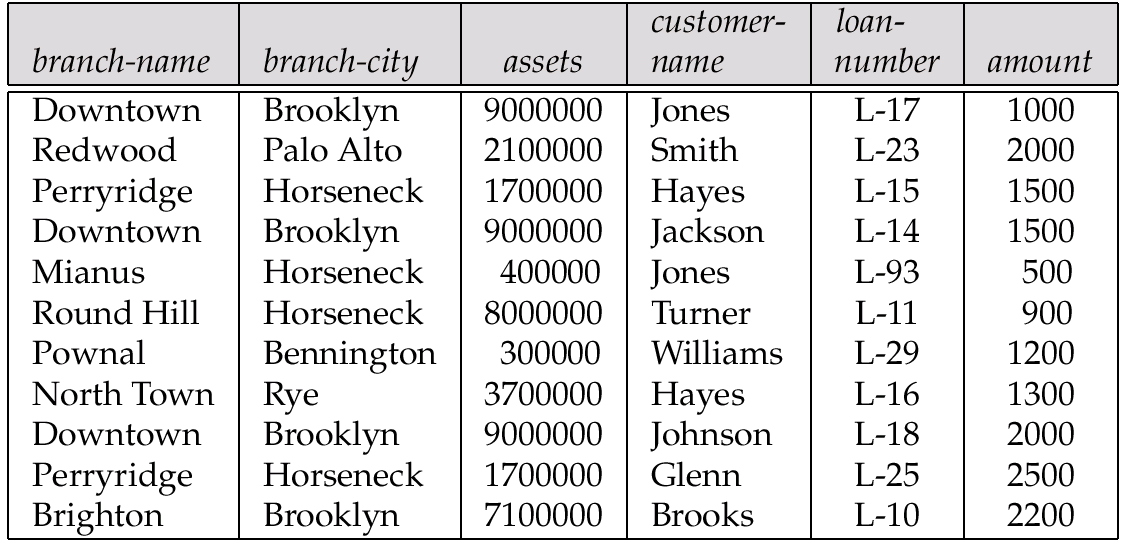 branch-name branch-city assets customer-name loan-number amount
Downtown Brooklyn 9000000 Jones L-17 1000
Redwood Palo Alto 2100000 Smith L-23 2000
Perryridge Horseneck 1700000 Hayes L-15 1500
Downtown Brooklyn 9000000 Jackson L-14 1500
Mianus Horseneck 400000 Jones L-93 500
Round Hill Horseneck 8000000 Turner L-11 900
Pownal Bennington 300000 Williams L-29 1200
North Town Rye 3700000 Hayes L-16 1300
Downtown Brooklyn 9000000 Johnson L-18 2000
Perryridge Horseneck 1700000 Glenn L-25 2500
Brighton Brooklyn 7100000 Brooks L-10 2200